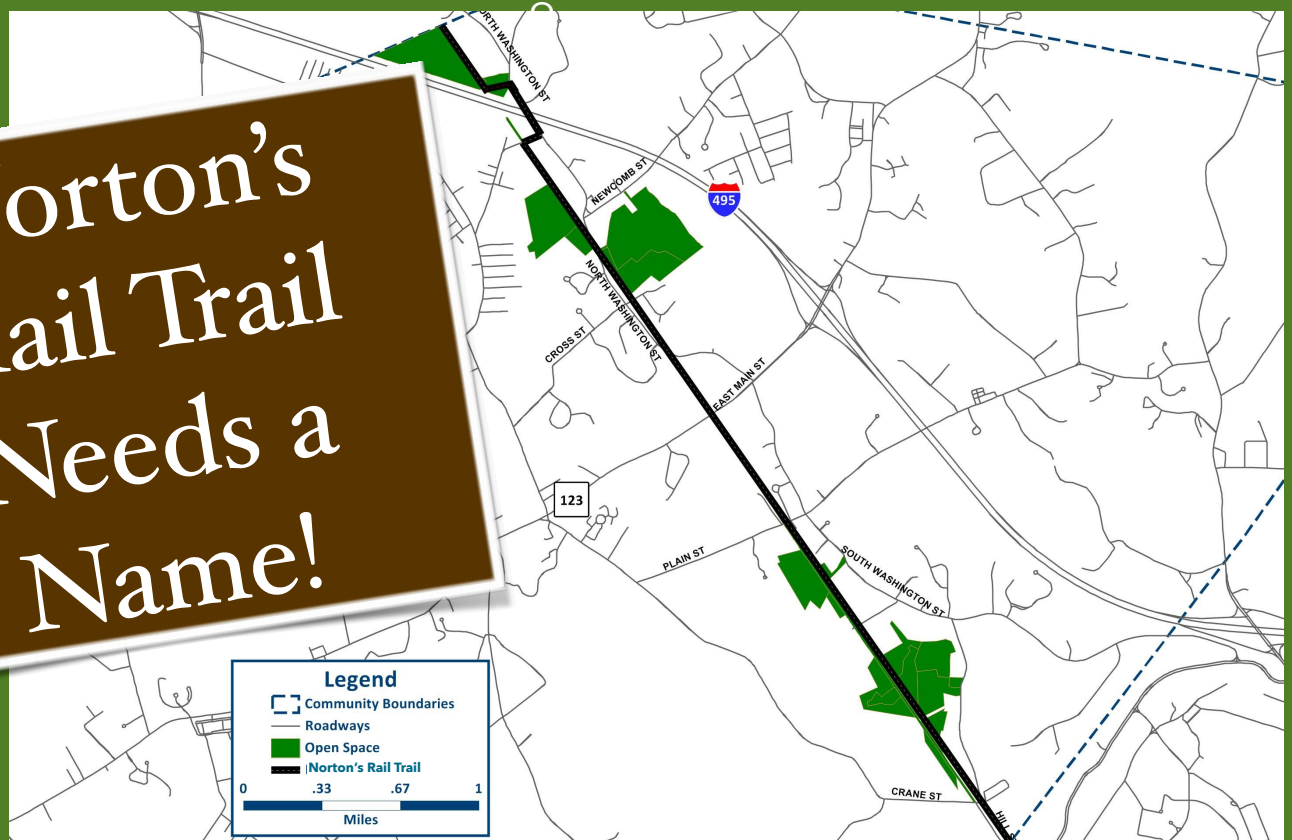 orton's
ail Trail
Needs a
Name!
NORTH WASHINGTON ST
NEWCOMB ST
495
NORTH WASHINGTON ST
CROSS ST
EAST MAIN ST
123
PLAIN ST
SOUTH WASHINGTON ST
CRANE ST
HILL
Legend
Community Boundaries
Roadways
Open Space
Norton's Rail Trail
0 .33 .67 1
Miles